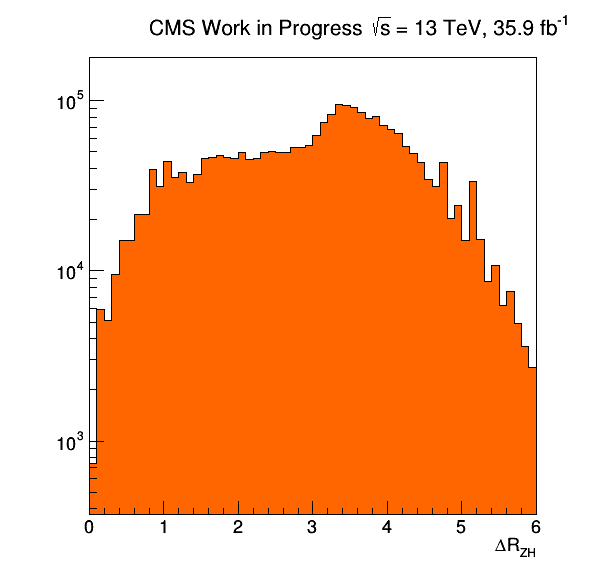 CMS Work in Progress √s = 13 TeV, 35.9 fb⁻¹
10⁵
10⁴
10³
0 1 2 3 4 5 6
ΔR_ZH